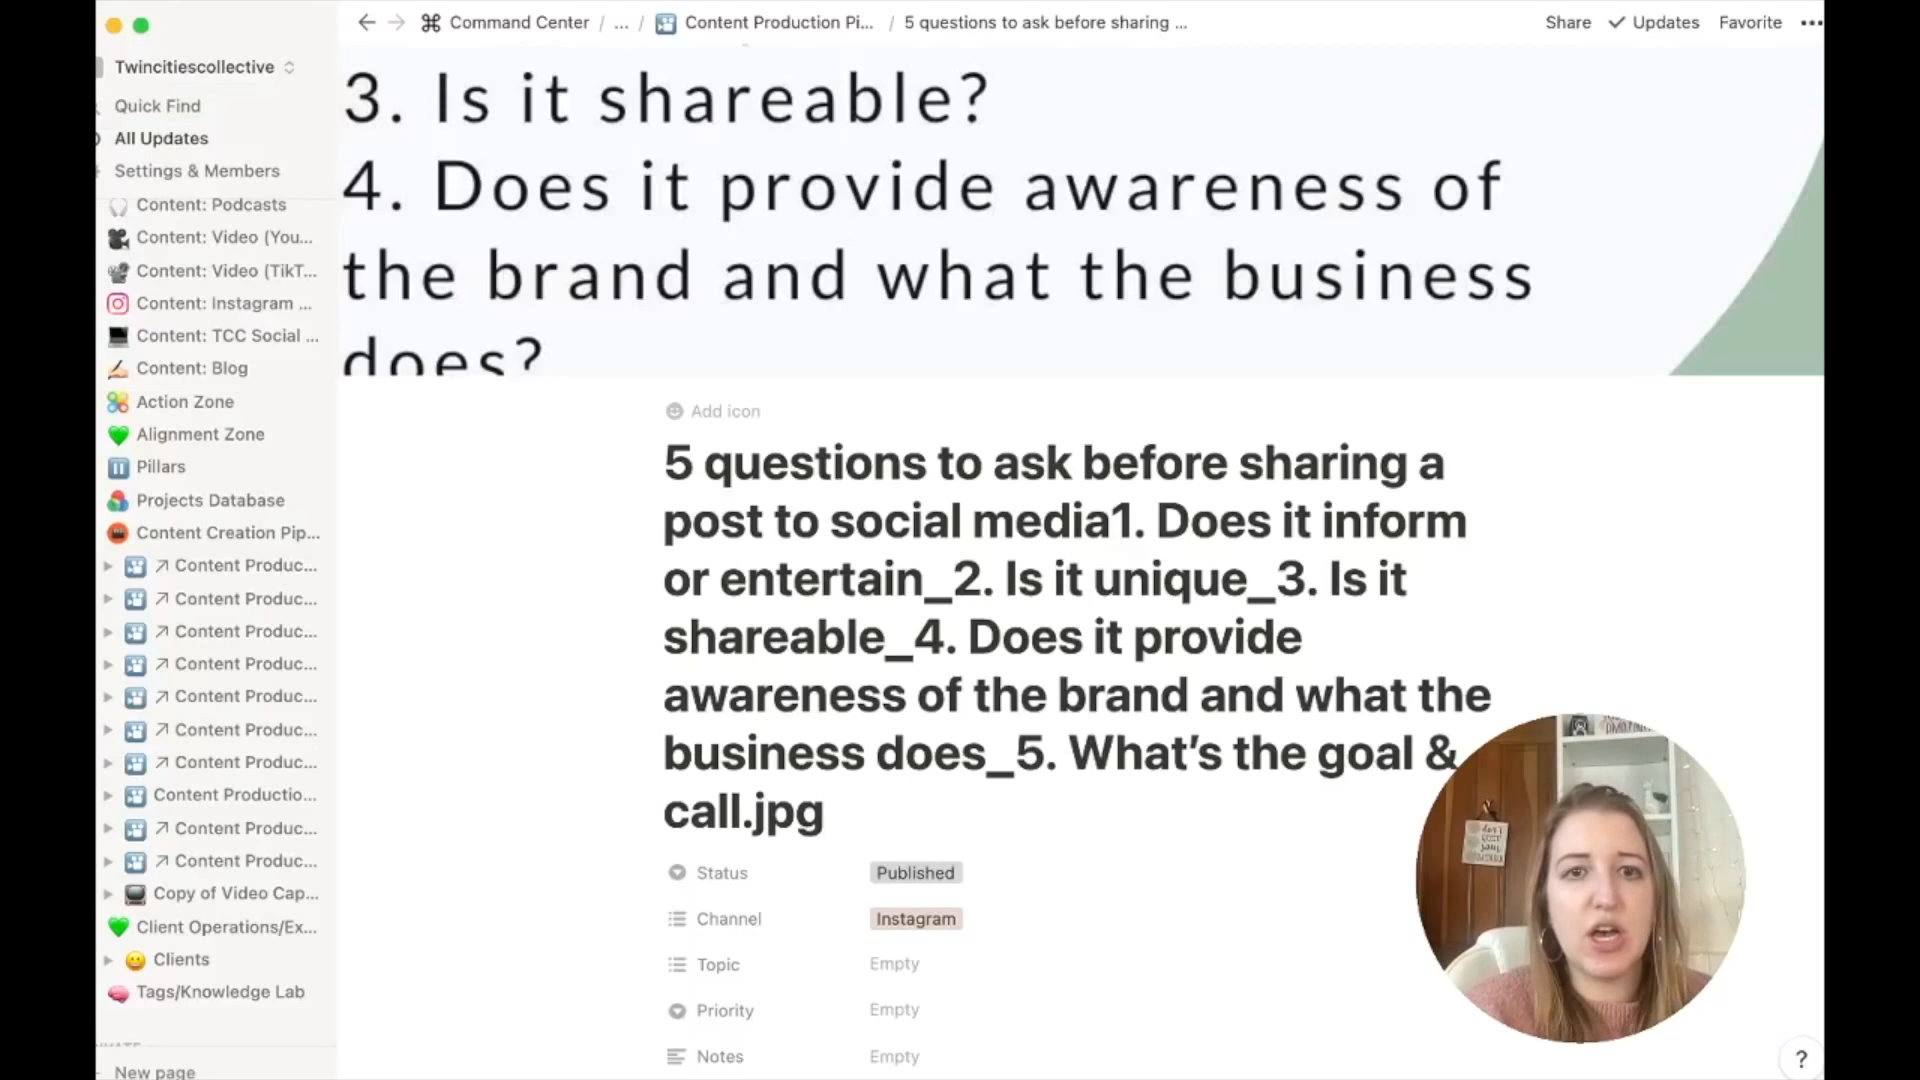 Command Center / ... / Content Production Pi... / 5 questions to ask before sharing ...
Share Updates Favorite
Twincitiescollective
Quick Find
All Updates
Settings & Members
Content: Podcasts
Content: Video (You...
Content: Video (TikT...
Content: Instagram ...
Content: TCC Social ...
Content: Blog
Action Zone
Alignment Zone
Pillars
Projects Database
Content Creation Pip...
Content Produc...
Content Produc...
Content Produc...
Content Produc...
Content Produc...
Content Produc...
Content Produc...
Content Productio...
Content Produc...
Content Produc...
Copy of Video Cap...
Client Operations/Ex...
Clients
Tags/Knowledge Lab
New page
3. Is it shareable?
4. Does it provide awareness of
the brand and what the business
does?
Add icon
5 questions to ask before sharing a
post to social media1. Does it inform
or entertain_2. Is it unique_3. Is it
shareable_4. Does it provide
awareness of the brand and what the
business does_5. What's the goal &
call.jpg
Status Published
Channel Instagram
Topic Empty
Priority Empty
Notes Empty
?